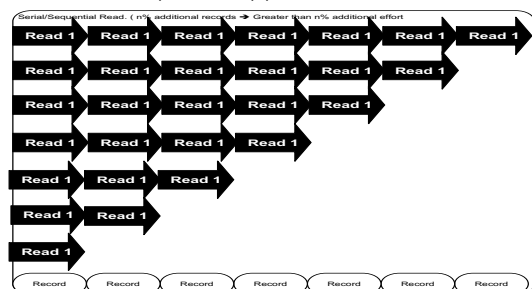 Serial/Sequential Read. ( n% additional records ➔ Greater than n% additional effort
Read 1 Read 1 Read 1 Read 1 Read 1 Read 1 Read 1
Read 1 Read 1 Read 1 Read 1 Read 1 Read 1
Read 1 Read 1 Read 1 Read 1 Read 1
Read 1 Read 1 Read 1 Read 1
Read 1 Read 1 Read 1
Read 1 Read 1
Read 1
Record Record Record Record Record Record Record